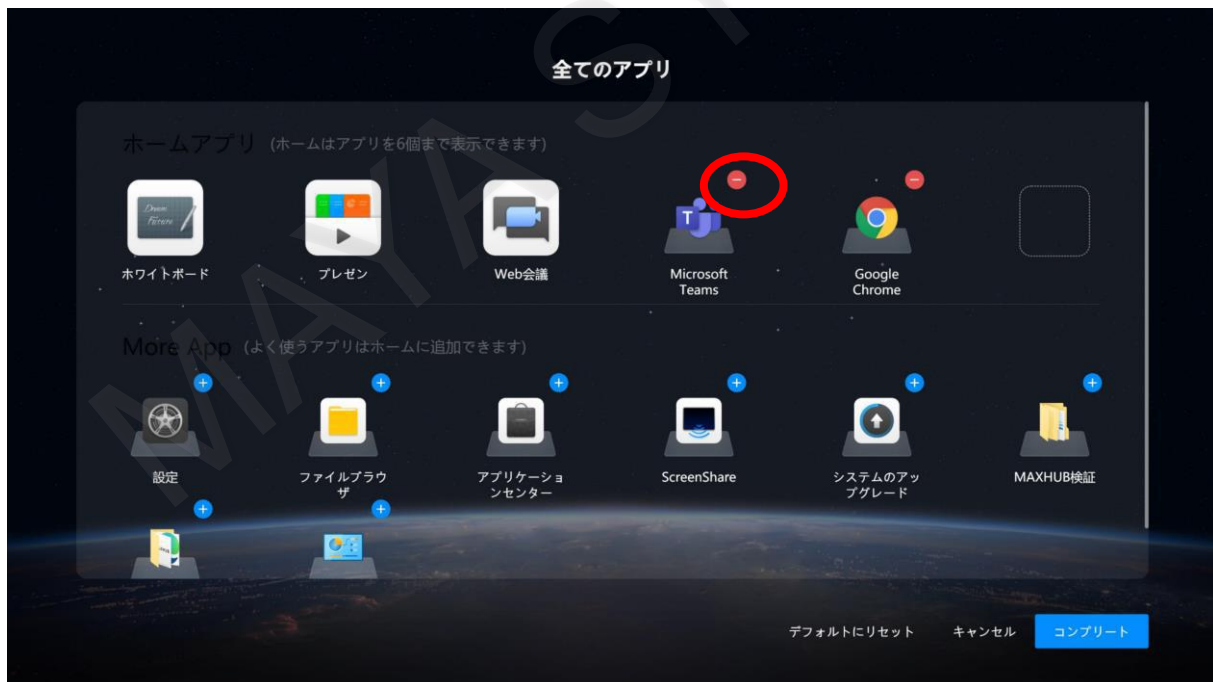 全てのアプリ
ホームアプリ (ホームはアプリを6個まで表示できます)
Dream
Future
T
ホワイトボード
プレゼン
Web会議
Microsoft
Teams
Google
Chrome
More App (よく使うアプリはホームに追加できます)
設定
ファイルブラウ
ザ
アプリケーショ
ンセンター
ScreenShare
システムのアッ
プグレード
MAXHUB検証
デフォルトにリセット キャンセル コンプリート